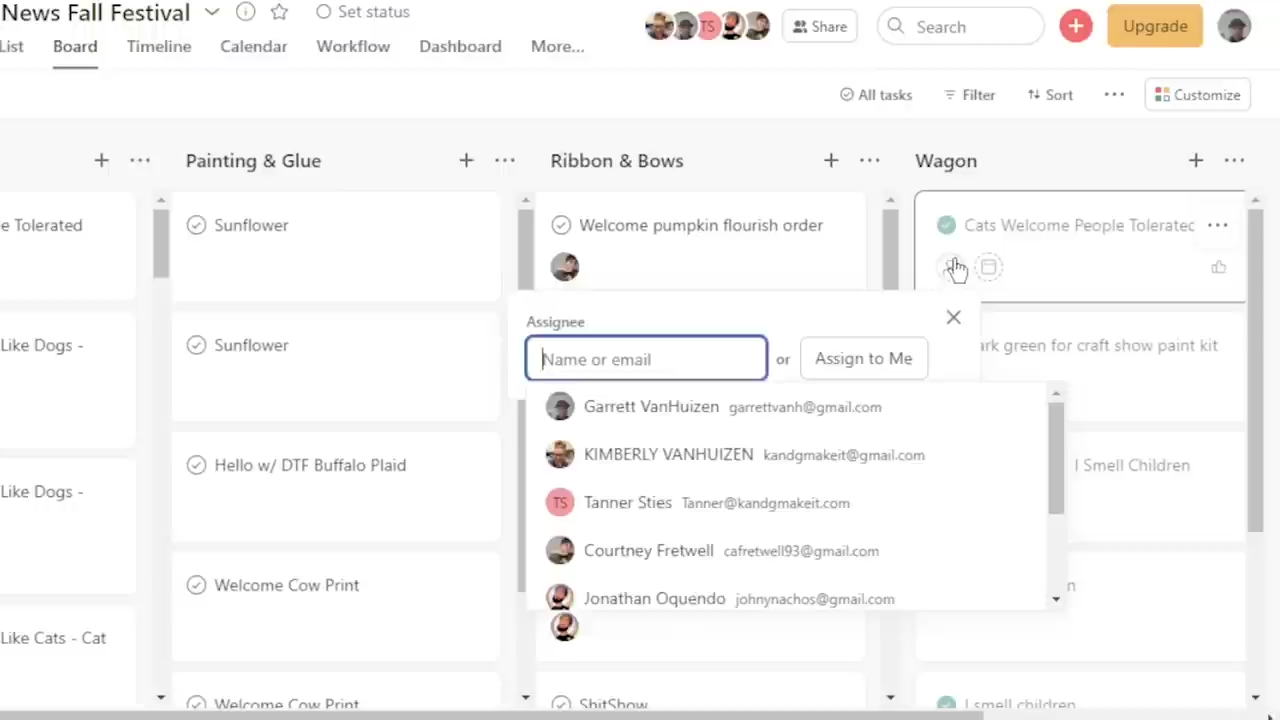 News Fall Festival
Set status
TS
Share
Search
Upgrade
List
Board
Timeline
Calendar
Workflow
Dashboard
More...
All tasks
Filter
Sort
Customize
Painting & Glue
Ribbon & Bows
Wagon
e Tolerated
Sunflower
Welcome pumpkin flourish order
Cats Welcome People Tolerated
Assignee
Like Dogs -
Sunflower
Name or email
or
Assign to Me
ark green for craft show paint kit
Garrett VanHuizen garrettvanh@gmail.com
KIMBERLY VANHUIZEN kandgmakeit@gmail.com
Hello w/ DTF Buffalo Plaid
I Smell Children
Like Dogs -
TS
Tanner Sties Tanner@kandgmakeit.com
Courtney Fretwell cafretwell93@gmail.com
Welcome Cow Print
n
Jonathan Oquendo johnynachos@gmail.com
Like Cats - Cat
Welcome Cow Print
ShitShow
I smell children